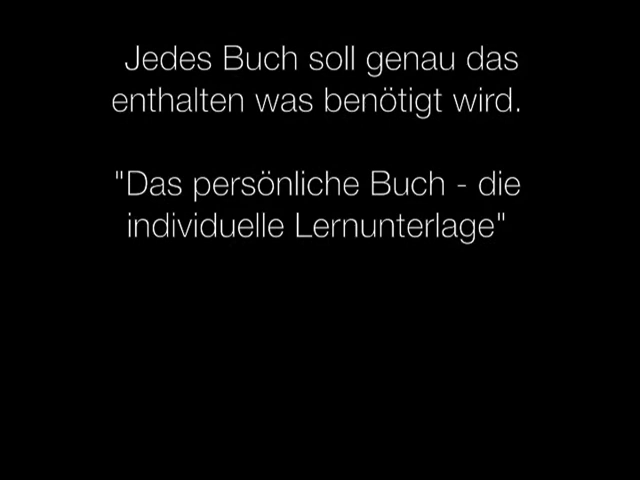 Jedes Buch soll genau das
enthalten was benötigt wird.
"Das persönliche Buch - die
individuelle Lernunterlage"